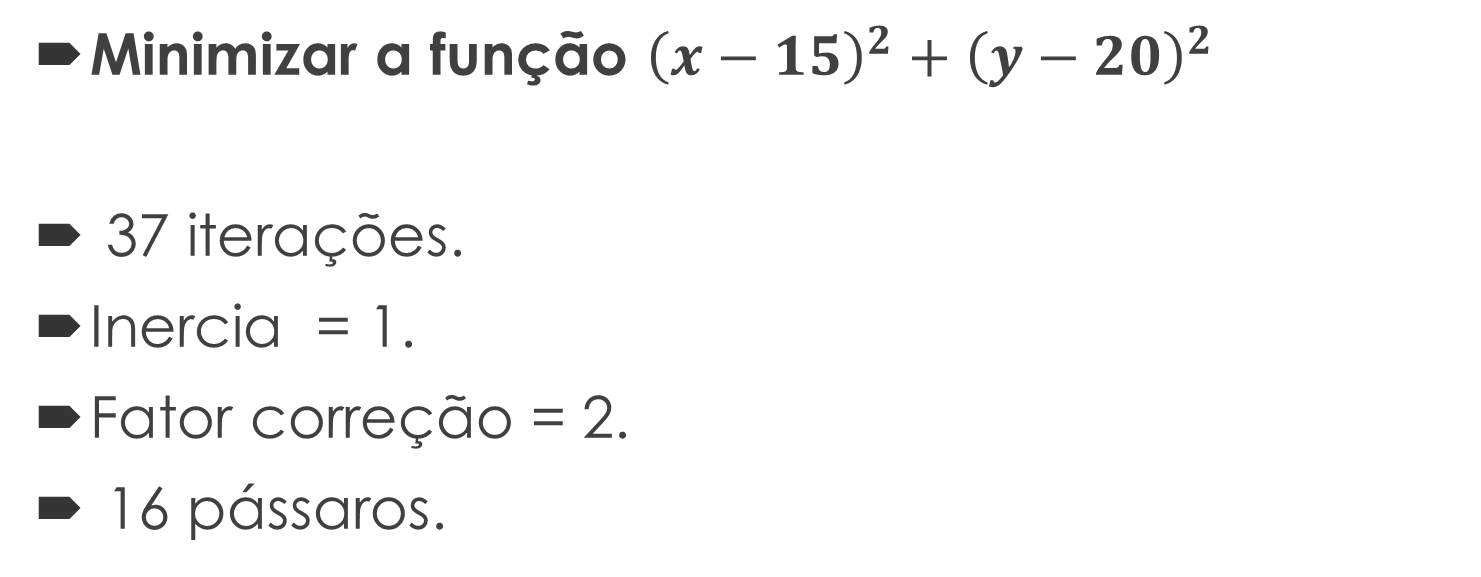 Minimizar a função (𝒙 − 𝟏𝟓)² + (𝒚 − 𝟐𝟎)²
37 iterações.
Inercia = 1.
Fator correção = 2.
16 pássaros.